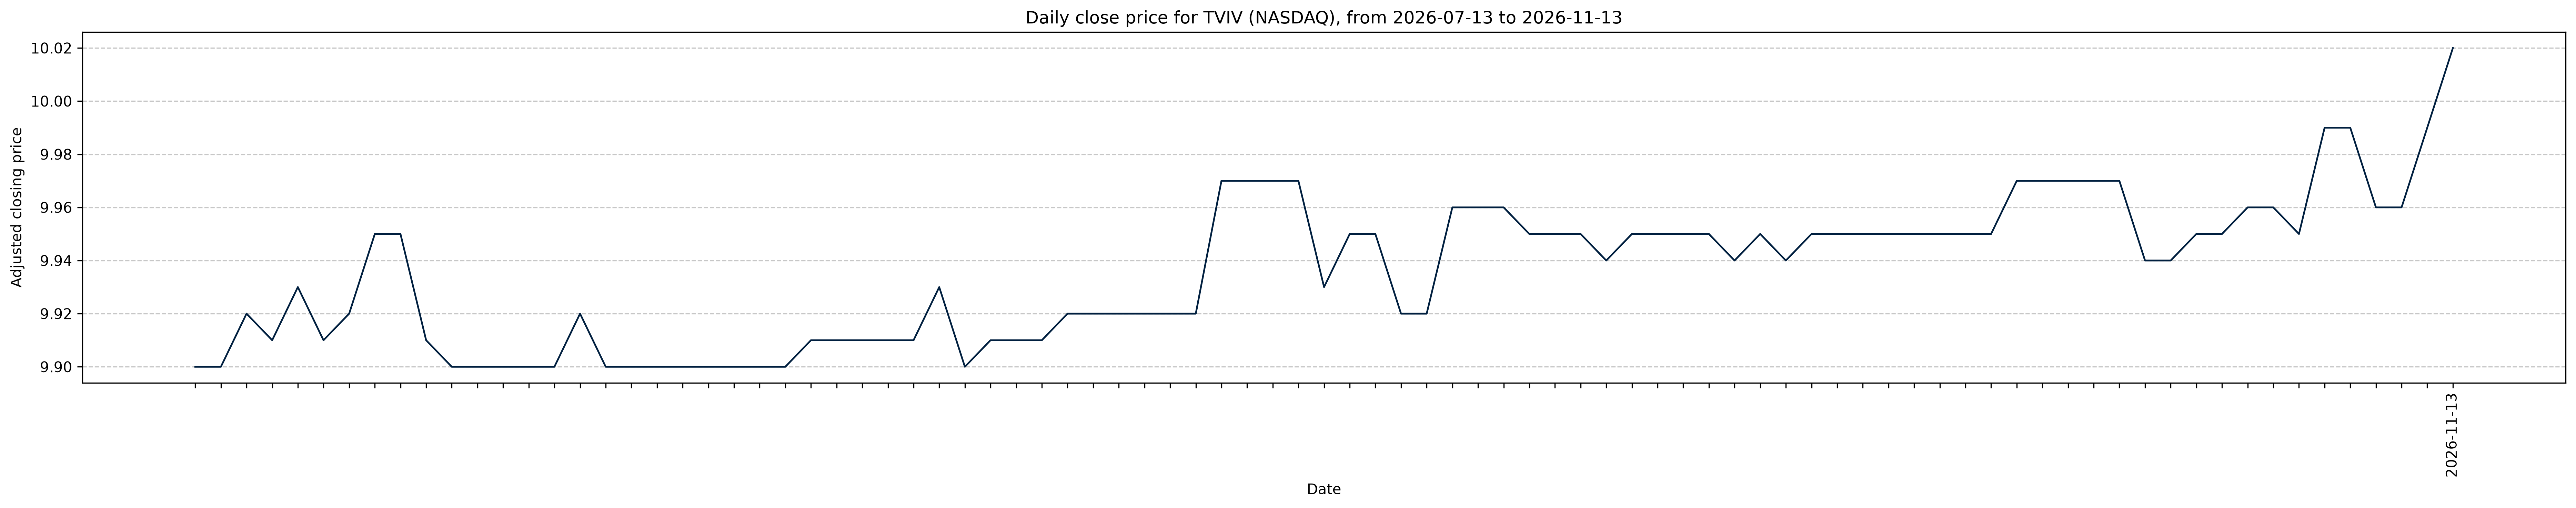 Daily close price for TVIV (NASDAQ), from 2026-07-13 to 2026-11-13
Adjusted closing price
10.02
10.00
9.98
9.96
9.94
9.92
9.90
2026-11-13
Date